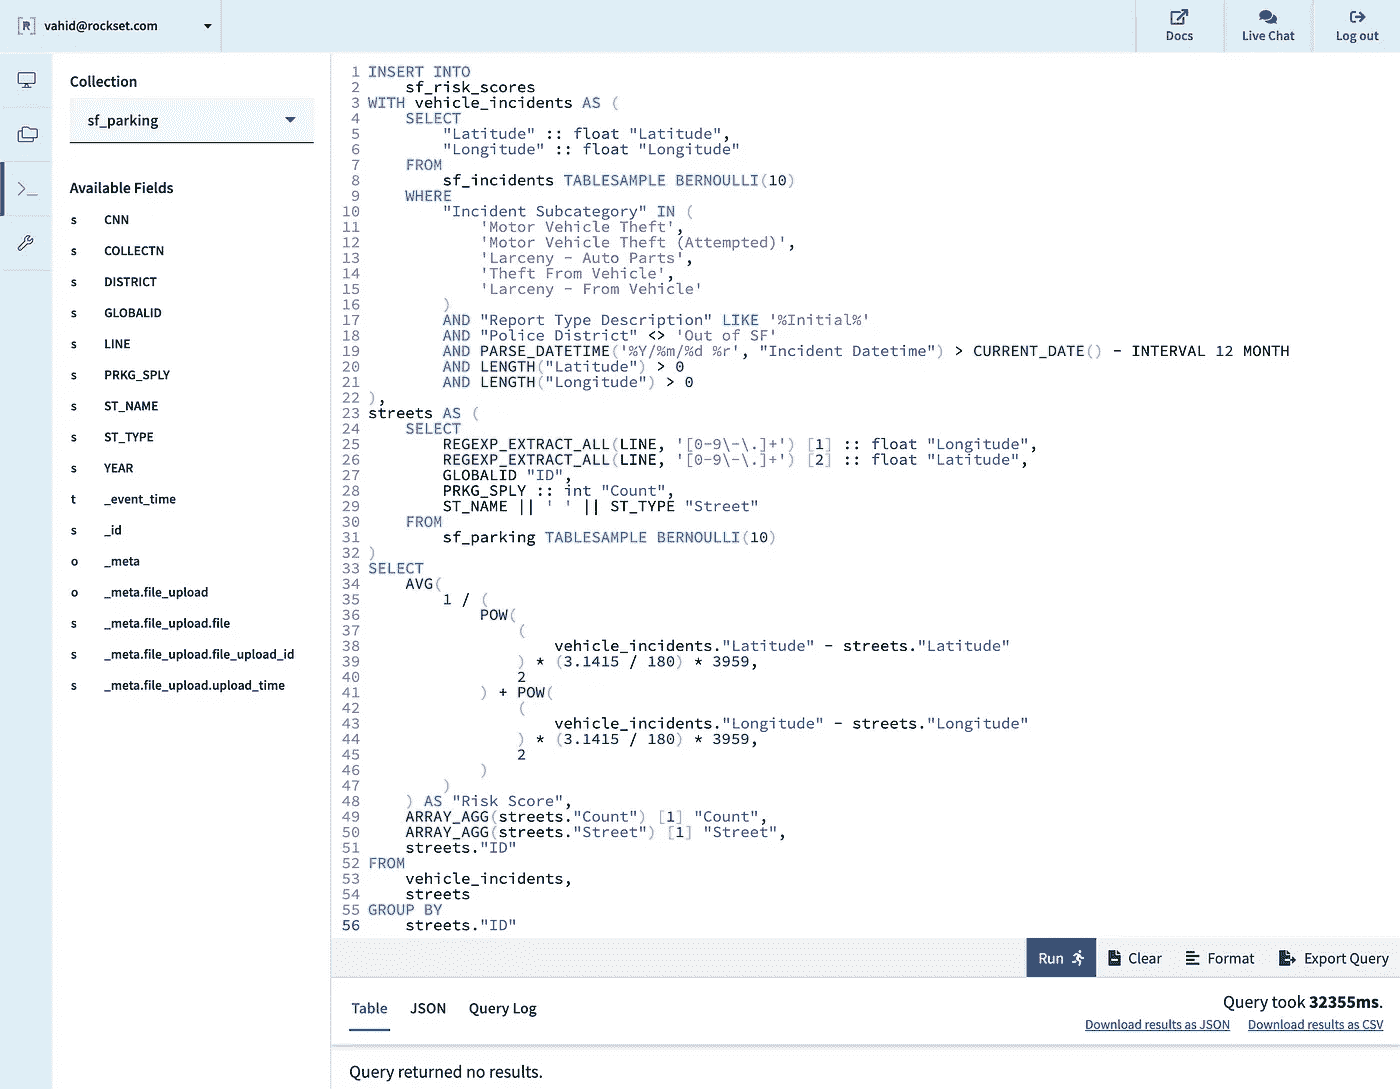 [R] vahid@rockset.com
Docs
Live Chat
Log out
Collection
sf_parking
Available Fields
s CNN
s COLLECTN
s DISTRICT
s GLOBALID
s LINE
s PRKG_SPLY
s ST_NAME
s ST_TYPE
s YEAR
t _event_time
s _id
o _meta
o _meta.file_upload
s _meta.file_upload.file
s _meta.file_upload.file_upload_id
s _meta.file_upload.upload_time
1 INSERT INTO
2     sf_risk_scores
3 WITH vehicle_incidents AS (
4     SELECT
5         "Latitude" :: float "Latitude",
6         "Longitude" :: float "Longitude"
7     FROM
8         sf_incidents TABLESAMPLE BERNOULLI(10)
9     WHERE
10         "Incident Subcategory" IN (
11             'Motor Vehicle Theft',
12             'Motor Vehicle Theft (Attempted)',
13             'Larceny - Auto Parts',
14             'Theft From Vehicle',
15             'Larceny - From Vehicle'
16         )
17         AND "Report Type Description" LIKE '%Initial%'
18         AND "Police District" <> 'Out of SF'
19         AND PARSE_DATETIME('%Y/%m/%d %r', "Incident Datetime") > CURRENT_DATE() - INTERVAL 12 MONTH
20         AND LENGTH("Latitude") > 0
21         AND LENGTH("Longitude") > 0
22 ),
23 streets AS (
24     SELECT
25         REGEXP_EXTRACT_ALL(LINE, '[0-9\-\.]+') [1] :: float "Longitude",
26         REGEXP_EXTRACT_ALL(LINE, '[0-9\-\.]+') [2] :: float "Latitude",
27         GLOBALID "ID",
28         PRKG_SPLY :: int "Count",
29         ST_NAME || ' ' || ST_TYPE "Street"
30     FROM
31         sf_parking TABLESAMPLE BERNOULLI(10)
32 )
33 SELECT
34     AVG(
35         1 / (
36             POW(
37                 (
38                     vehicle_incidents."Latitude" - streets."Latitude"
39                 ) * (3.1415 / 180) * 3959,
40                 2
41             ) + POW(
42                 (
43                     vehicle_incidents."Longitude" - streets."Longitude"
44                 ) * (3.1415 / 180) * 3959,
45                 2
46             )
47         )
48     ) AS "Risk Score",
49     ARRAY_AGG(streets."Count") [1] "Count",
50     ARRAY_AGG(streets."Street") [1] "Street",
51     streets."ID"
52 FROM
53     vehicle_incidents,
54     streets
55 GROUP BY
56     streets."ID"
Run
Clear
Format
Export Query
Table
JSON
Query Log
Query took 32355ms.
Download results as JSON
Download results as CSV
Query returned no results.